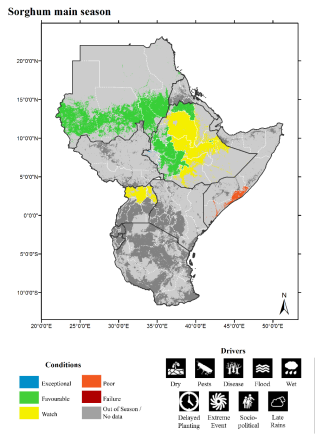 Sorghum main season
20°0'0"N
15°0'0"N
10°0'0"N
5°0'0"N
0°0'0"
5°0'0"S
10°0'0"S
N
20°0'0"E 25°0'0"E 30°0'0"E 35°0'0"E 40°0'0"E 45°0'0"E 50°0'0"E
Conditions
Exceptional
Favourable
Watch
Poor
Failure
Out of Season /
No data
Drivers
Dry Pests Disease Flood Wet
Delayed
Planting
Extreme
Event
Socio-
political
Late
Rains